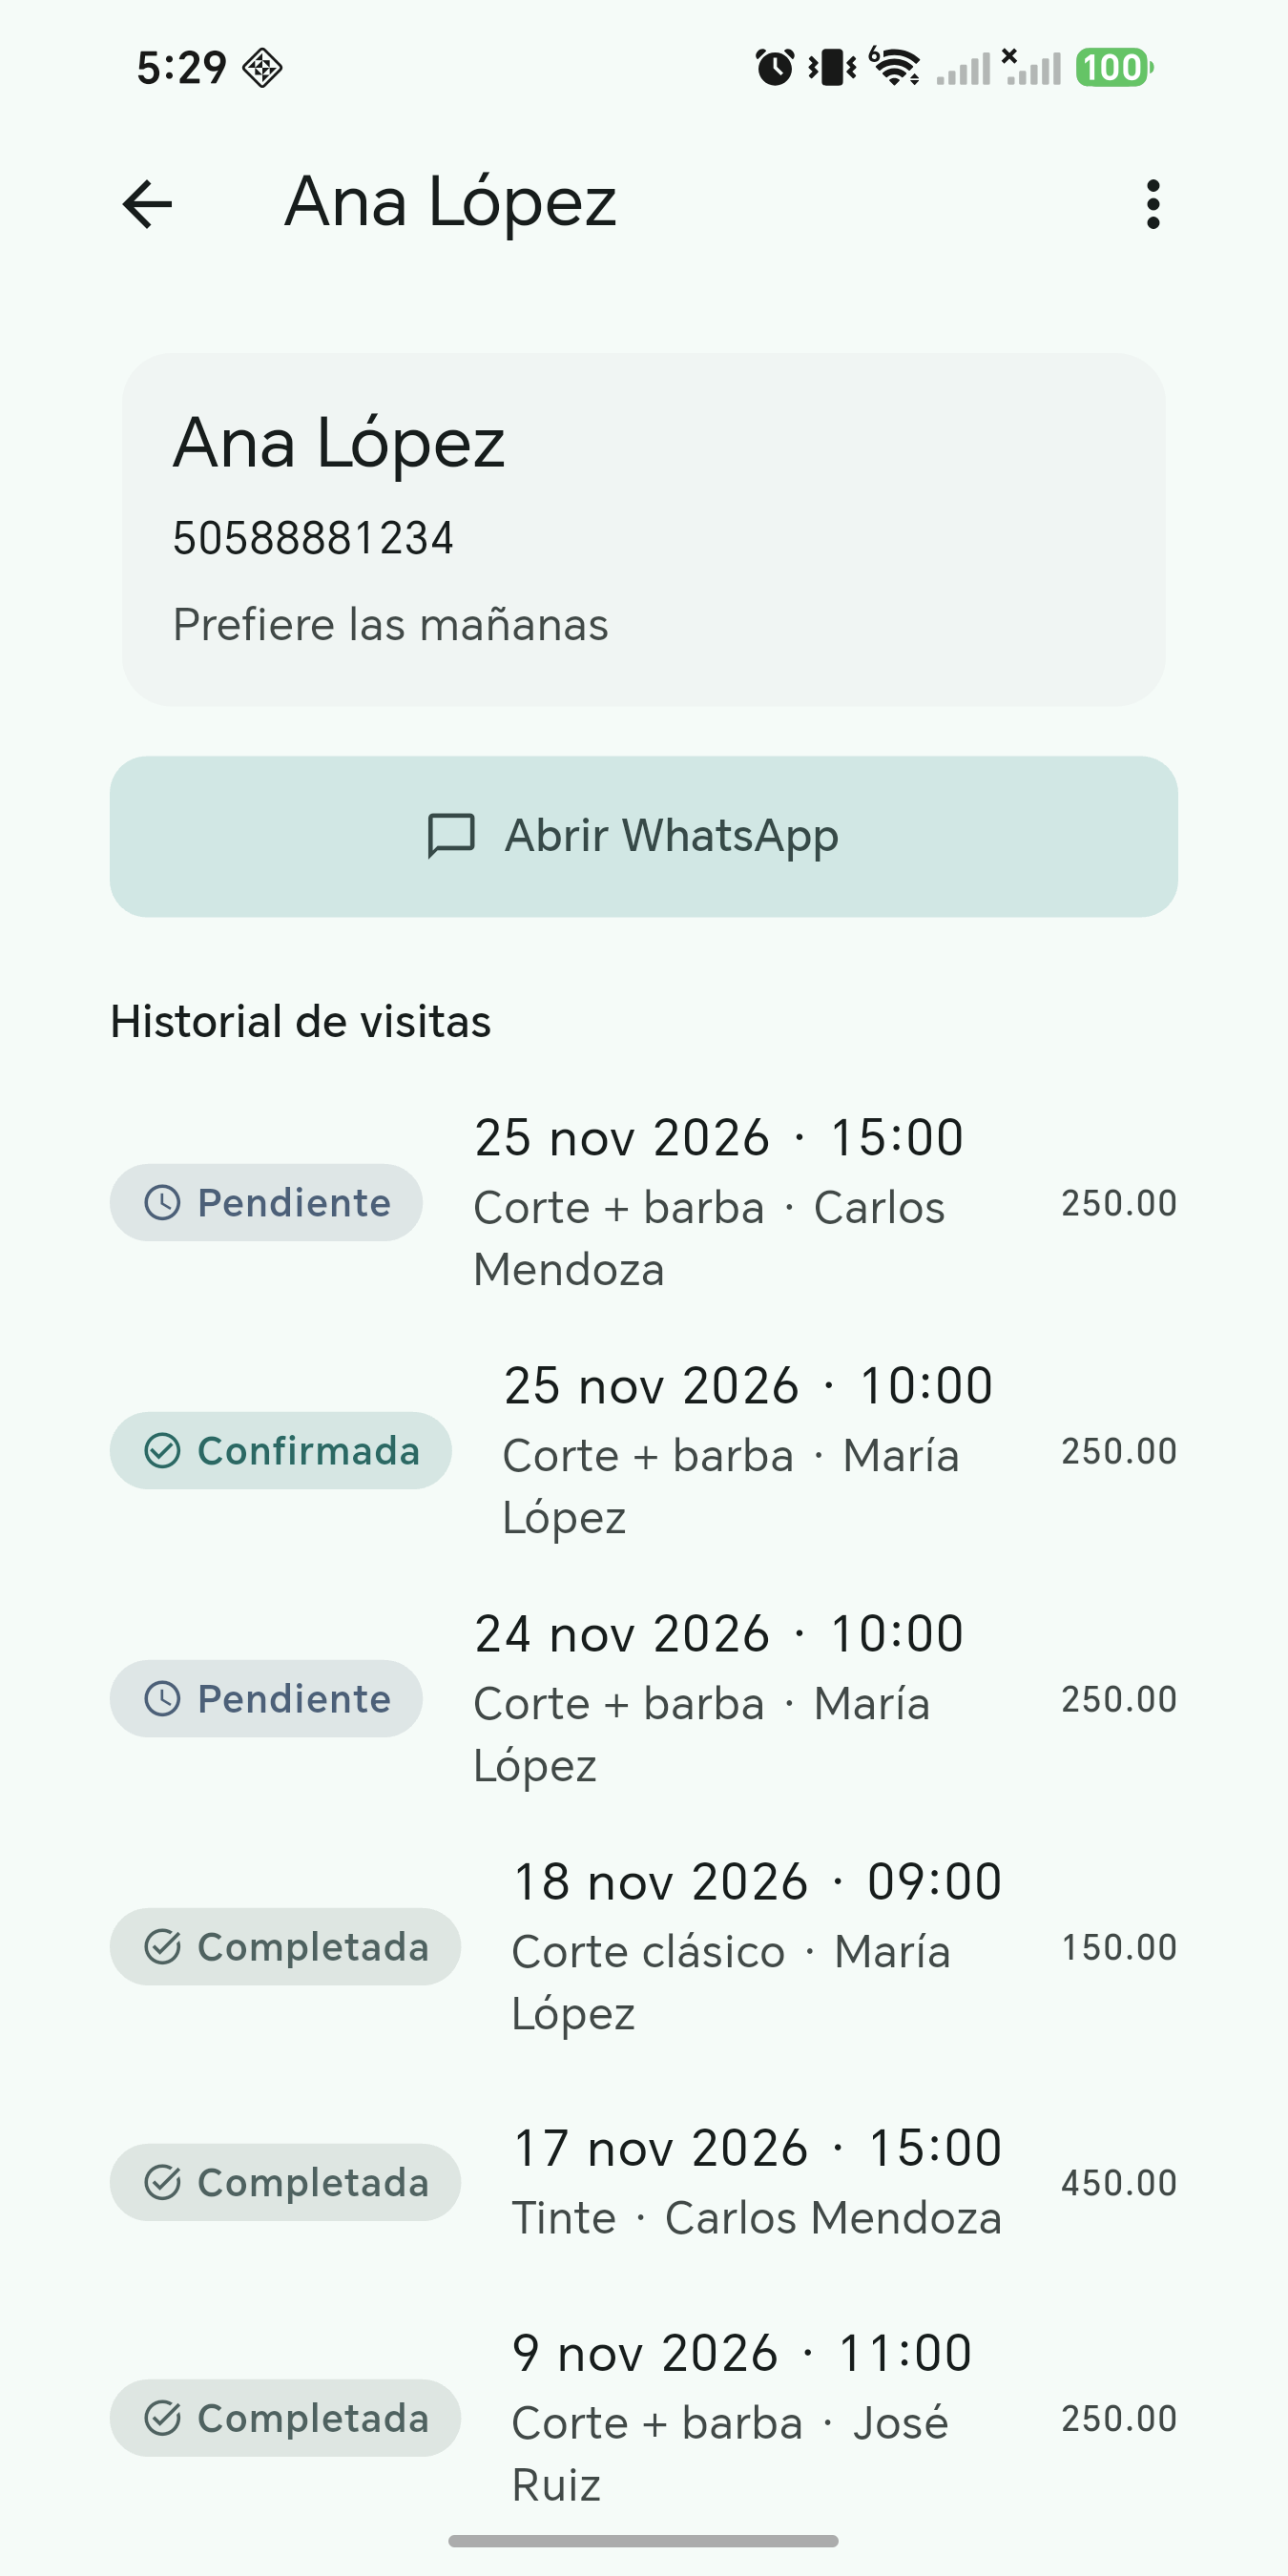 5:29
6
100
Ana López
Ana López
50588881234
Prefiere las mañanas
Abrir WhatsApp
Historial de visitas
Pendiente
25 nov 2026 · 15:00
Corte + barba · Carlos
Mendoza
250.00
Confirmada
25 nov 2026 · 10:00
Corte + barba · María
López
250.00
Pendiente
24 nov 2026 · 10:00
Corte + barba · María
López
250.00
Completada
18 nov 2026 · 09:00
Corte clásico · María
López
150.00
Completada
17 nov 2026 · 15:00
Tinte · Carlos Mendoza
450.00
Completada
9 nov 2026 · 11:00
Corte + barba · José
Ruiz
250.00